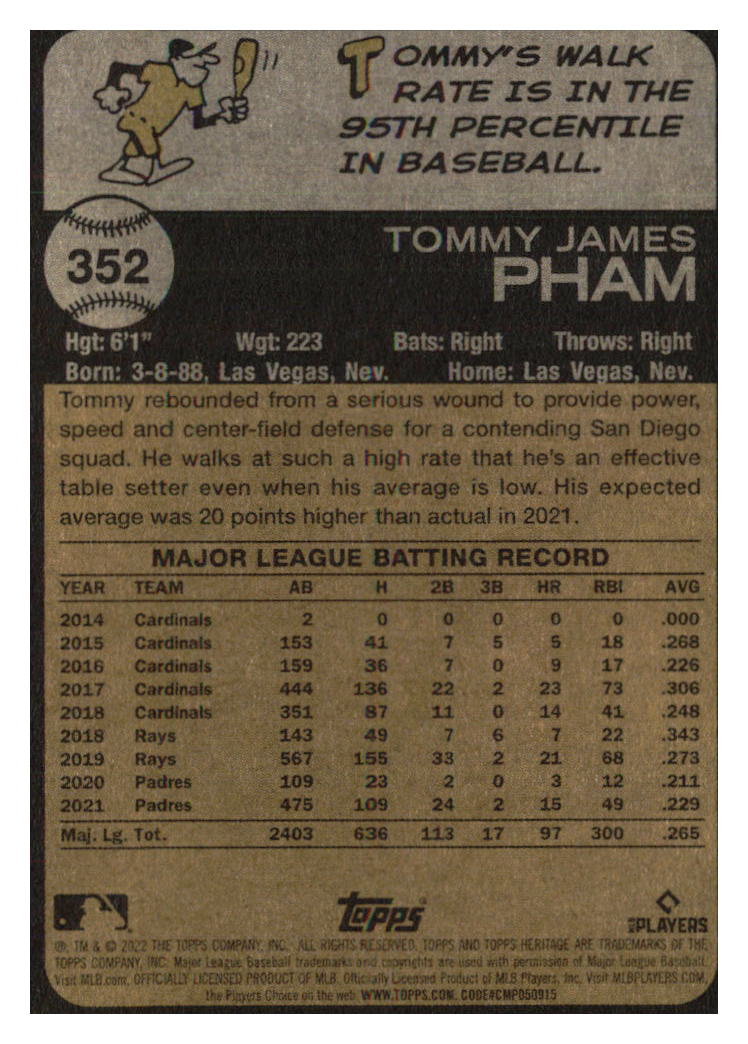 TOMMY'S WALK
RATE IS IN THE
95TH PERCENTILE
IN BASEBALL.
352
TOMMY JAMES
PHAM
Hgt: 6'1" Wgt: 223 Bats: Right Throws: Right
Born: 3-8-88, Las Vegas, Nev. Home: Las Vegas, Nev.
Tommy rebounded from a serious wound to provide power,
speed and center-field defense for a contending San Diego
squad. He walks at such a high rate that he's an effective
table setter even when his average is low. His expected
average was 20 points higher than actual in 2021.
MAJOR LEAGUE BATTING RECORD
YEAR TEAM AB H 2B 3B HR RBI AVG
2014 Cardinals 2 0 0 0 0 0 .000
2015 Cardinals 153 41 7 5 5 18 .268
2016 Cardinals 159 36 7 0 9 17 .226
2017 Cardinals 444 136 22 2 23 73 .306
2018 Cardinals 351 87 11 0 14 41 .248
2018 Rays 143 49 7 6 7 22 .343
2019 Rays 567 155 33 2 21 68 .273
2020 Padres 109 23 2 0 3 12 .211
2021 Padres 475 109 24 2 15 49 .229
Maj. Lg. Tot. 2403 636 113 17 97 300 .265
Topps
MLB PLAYERS
®, TM & © 2022 THE TOPPS COMPANY, INC. ALL RIGHTS RESERVED. TOPPS AND TOPPS HERITAGE ARE TRADEMARKS OF THE
TOPPS COMPANY, INC. Major League Baseball trademarks and copyrights are used with permission of Major League Baseball.
Visit MLB.com. OFFICIALLY LICENSED PRODUCT OF MLB. Officially Licensed Product of MLB Players, Inc. Visit MLBPLAYERS.COM,
the Players Choice on the web. WWW.TOPPS.COM. CODE#CMP050915